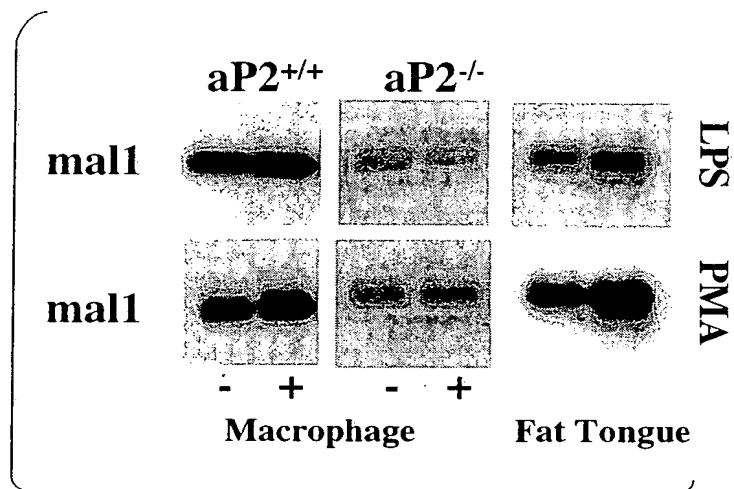 aP2+/+ aP2-/-
mal1 LPS
mal1 PMA
- + - +
Macrophage Fat Tongue